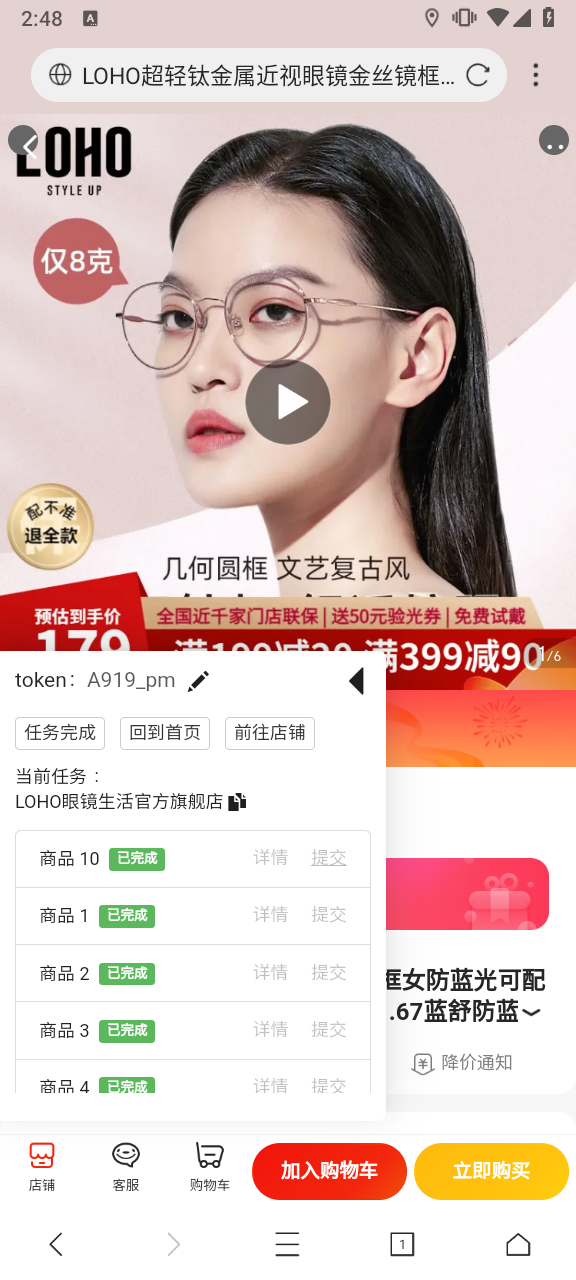 2:48
A
LOHO超轻钛金属近视眼镜金丝镜框…
LOHO
STYLE UP
仅8克
配不准
退全款
几何圆框 文艺复古风
预估到手价
全国近千家门店联保 | 送50元验光券 | 免费试戴
179
满199减20 满399减90
1/6
token: A919_pm
任务完成 回到首页 前往店铺
当前任务：
LOHO眼镜生活官方旗舰店
商品 10 已完成 详情 提交
商品 1 已完成 详情 提交
商品 2 已完成 详情 提交
商品 3 已完成 详情 提交
商品 4 已完成 详情 提交
框女防蓝光可配
.67蓝舒防蓝
降价通知
店铺 客服 购物车 加入购物车 立即购买
1